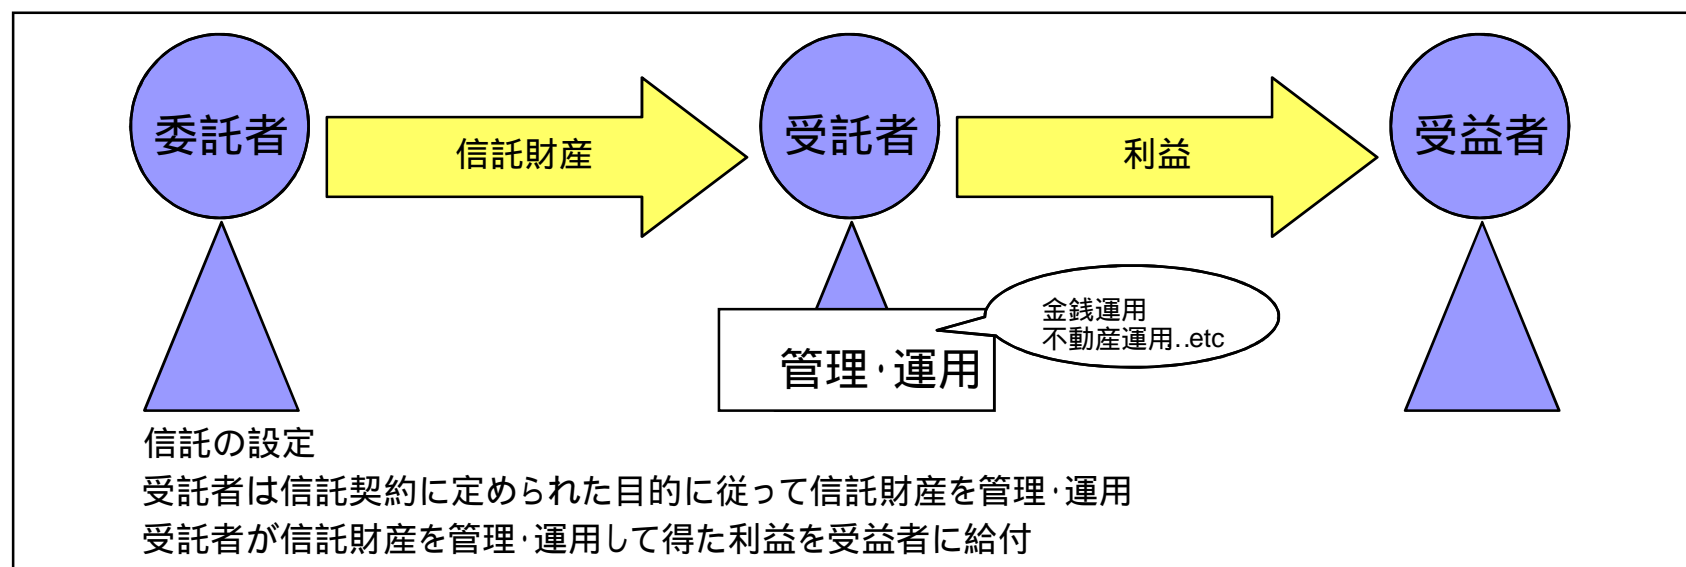 委託者
信託財産
受託者
利益
受益者
金銭運用
不動産運用..etc
管理・運用
信託の設定
受託者は信託契約に定められた目的に従って信託財産を管理・運用
受託者が信託財産を管理・運用して得た利益を受益者に給付